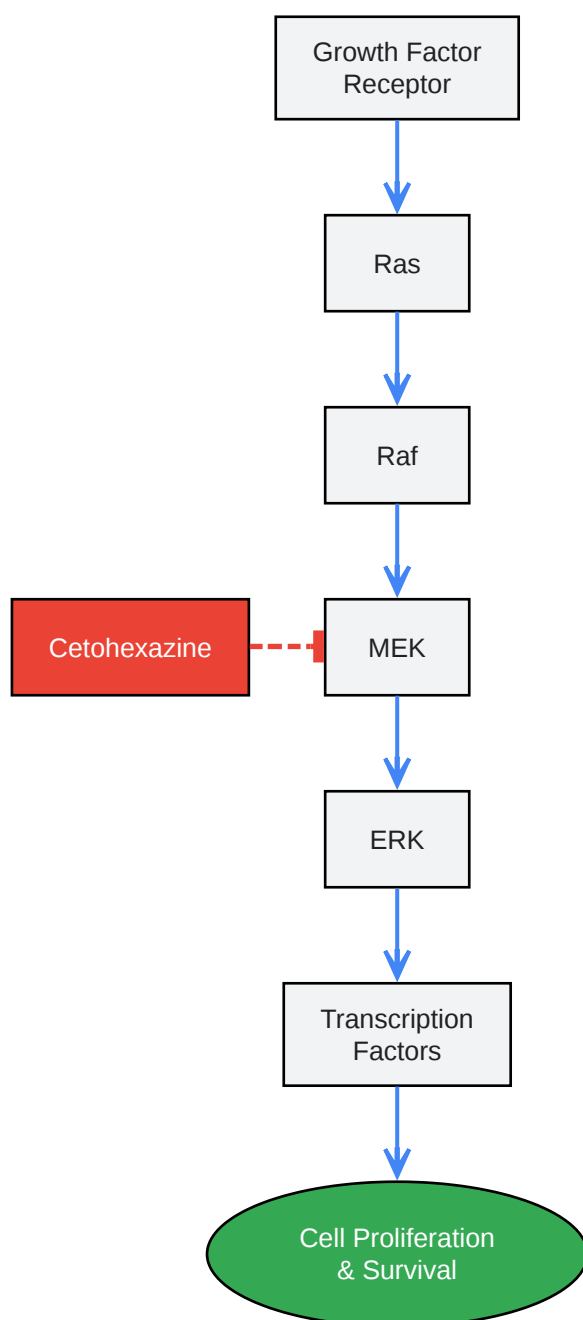 Growth Factor
Receptor
Ras
Raf
Cetohexazine
MEK
ERK
Transcription
Factors
Cell Proliferation
& Survival